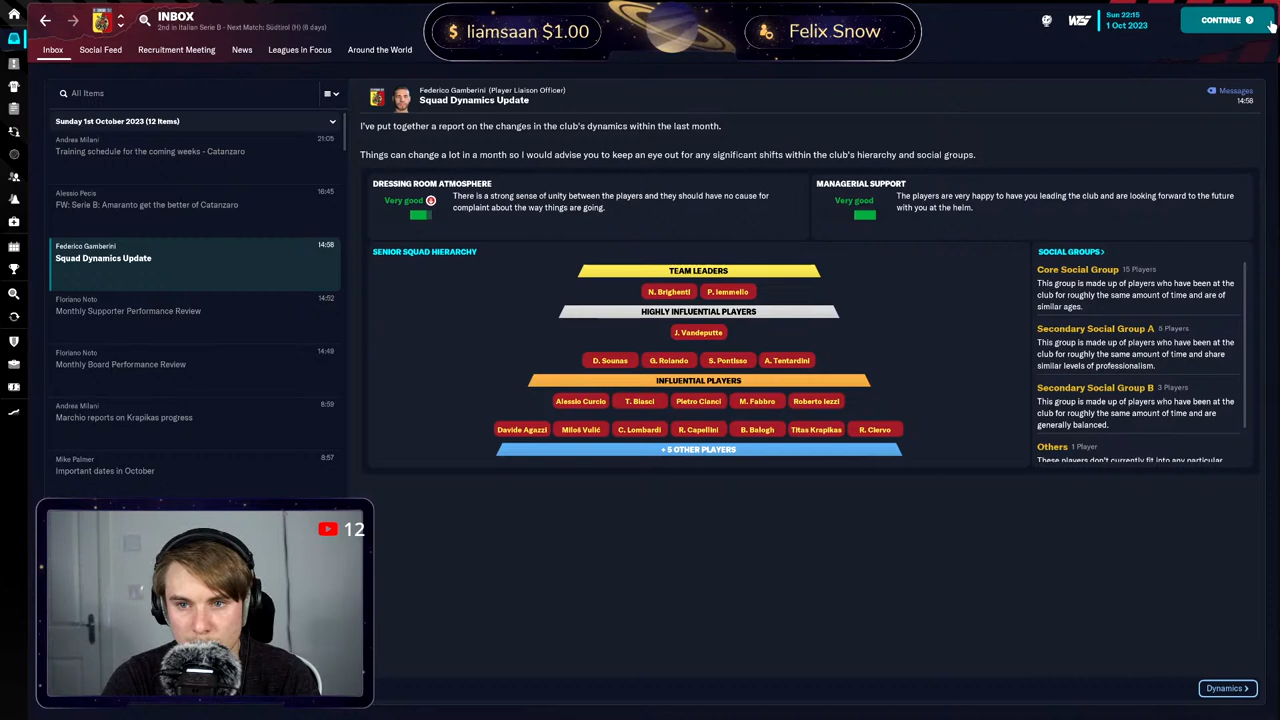 INBOX
2nd in Italian Serie B - Next Match: Südtirol (H) (6 days)
liamsaan $1.00
Felix Snow
Sun 22:15
1 Oct 2023
CONTINUE
Inbox
Social Feed
Recruitment Meeting
News
Leagues in Focus
Around the World
All Items
Sunday 1st October 2023 (12 Items)
Andrea Milani
21:05
Training schedule for the coming weeks - Catanzaro
Alessio Pecis
16:45
FW: Serie B: Amaranto get the better of Catanzaro
Federico Gamberini
14:58
Squad Dynamics Update
Floriano Noto
14:52
Monthly Supporter Performance Review
Floriano Noto
14:49
Monthly Board Performance Review
Andrea Milani
8:59
Marchio reports on Krapikas progress
Mike Palmer
8:57
Important dates in October
12
Federico Gamberini (Player Liaison Officer)
Squad Dynamics Update
Messages
14:58
I've put together a report on the changes in the club's dynamics within the last month.
Things can change a lot in a month so I would advise you to keep an eye out for any significant shifts within the club's hierarchy and social groups.
DRESSING ROOM ATMOSPHERE
Very good
There is a strong sense of unity between the players and they should have no cause for
complaint about the way things are going.
MANAGERIAL SUPPORT
Very good
The players are very happy to have you leading the club and are looking forward to the future
with you at the helm.
SENIOR SQUAD HIERARCHY
TEAM LEADERS
N. Brighenti
P. Iemmello
HIGHLY INFLUENTIAL PLAYERS
J. Vandeputte
D. Sounas
G. Rolando
S. Pontisso
A. Tentardini
INFLUENTIAL PLAYERS
Alessio Curcio
T. Biasci
Pietro Cianci
M. Fabbro
Roberto Iezzi
Davide Agazzi
Miloš Vulić
C. Lombardi
R. Capellini
B. Balogh
Titas Krapikas
R. Ciervo
+ 5 OTHER PLAYERS
SOCIAL GROUPS>
Core Social Group 15 Players
This group is made up of players who have been at the
club for roughly the same amount of time and are of
similar ages.
Secondary Social Group A 5 Players
This group is made up of players who have been at the
club for roughly the same amount of time and share
similar levels of professionalism.
Secondary Social Group B 3 Players
This group is made up of players who have been at the
club for roughly the same amount of time and are
generally balanced.
Others 1 Player
These players don't currently fit into any particular
Dynamics >